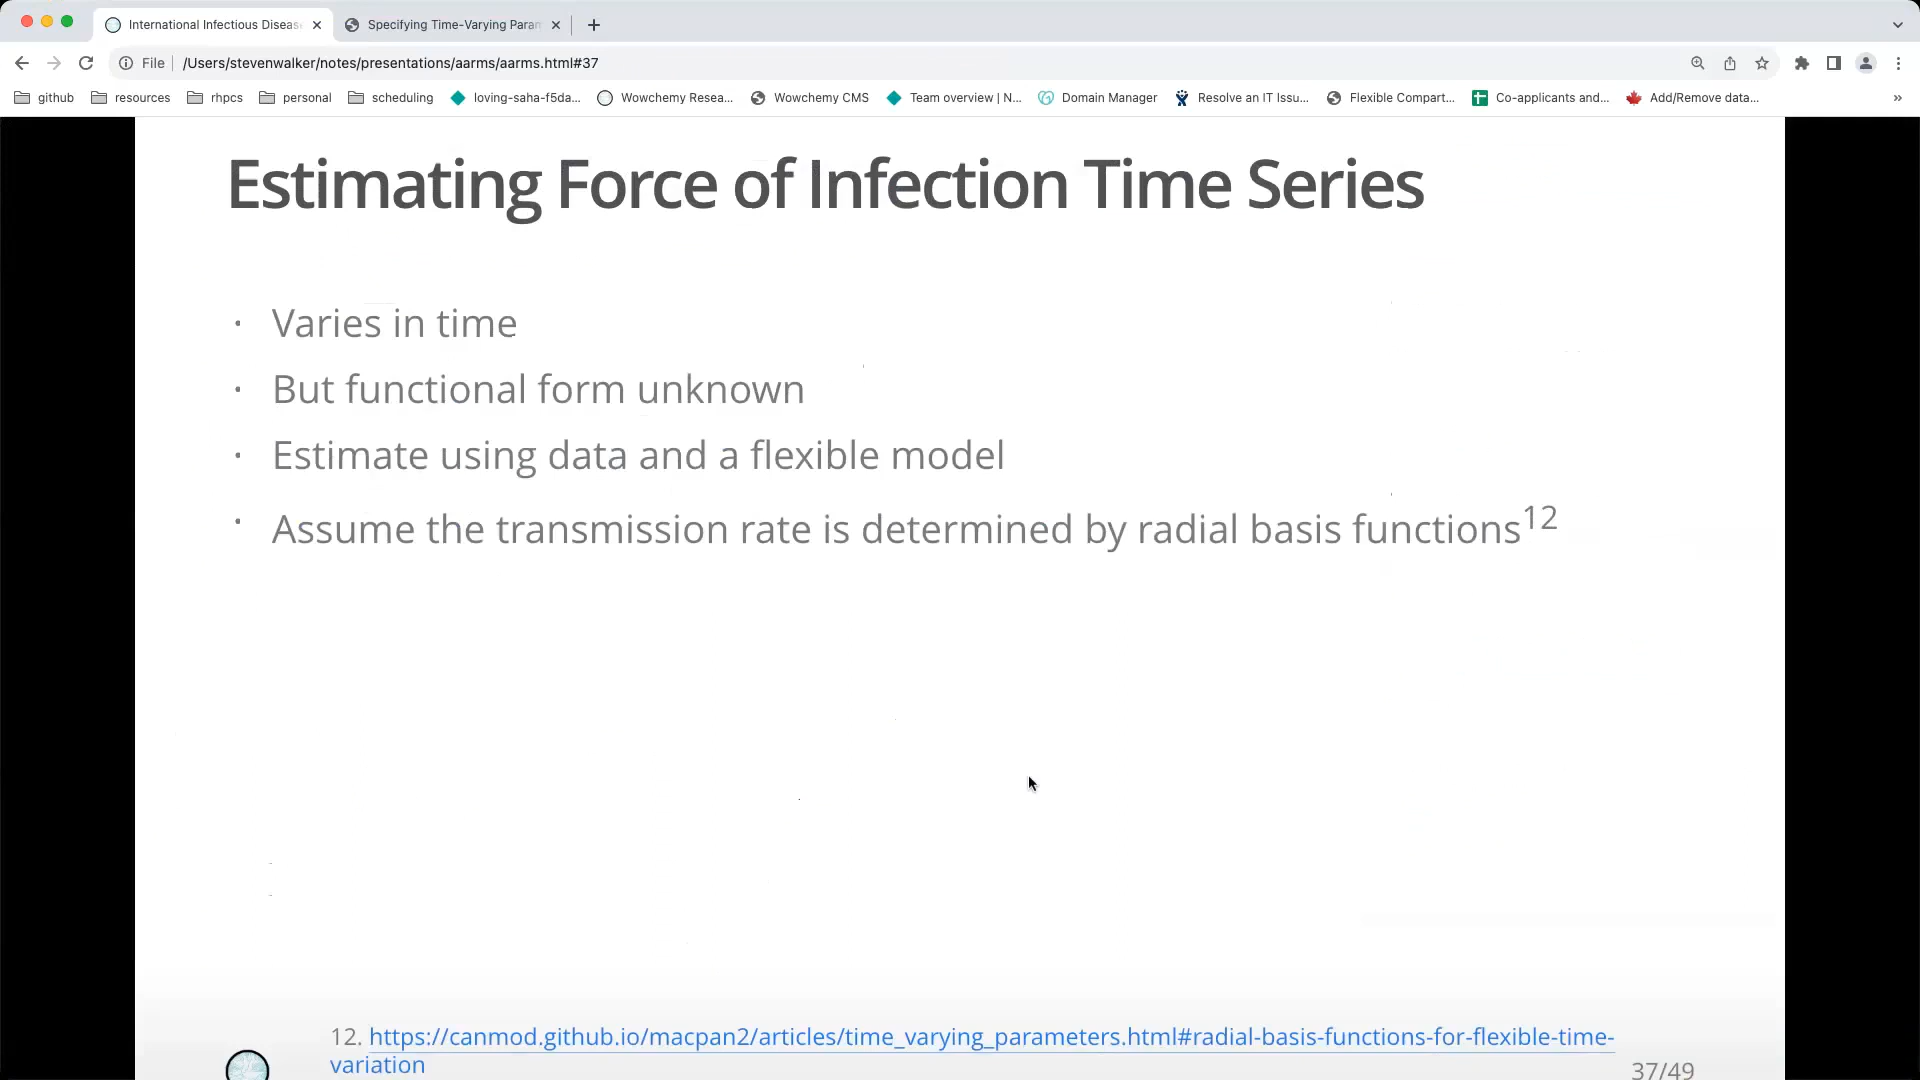 International Infectious Diseas
Specifying Time-Varying Param
File
/Users/stevenwalker/notes/presentations/aarms/aarms.html#37
github
resources
rhpcs
personal
scheduling
loving-saha-f5da...
Wowchemy Resea...
Wowchemy CMS
Team overview | N...
Domain Manager
Resolve an IT Issu...
Flexible Compart...
Co-applicants and...
Add/Remove data...
Estimating Force of Infection Time Series
· Varies in time
· But functional form unknown
· Estimate using data and a flexible model
· Assume the transmission rate is determined by radial basis functions12
12. https://canmod.github.io/macpan2/articles/time_varying_parameters.html#radial-basis-functions-for-flexible-time-
variation
37/49